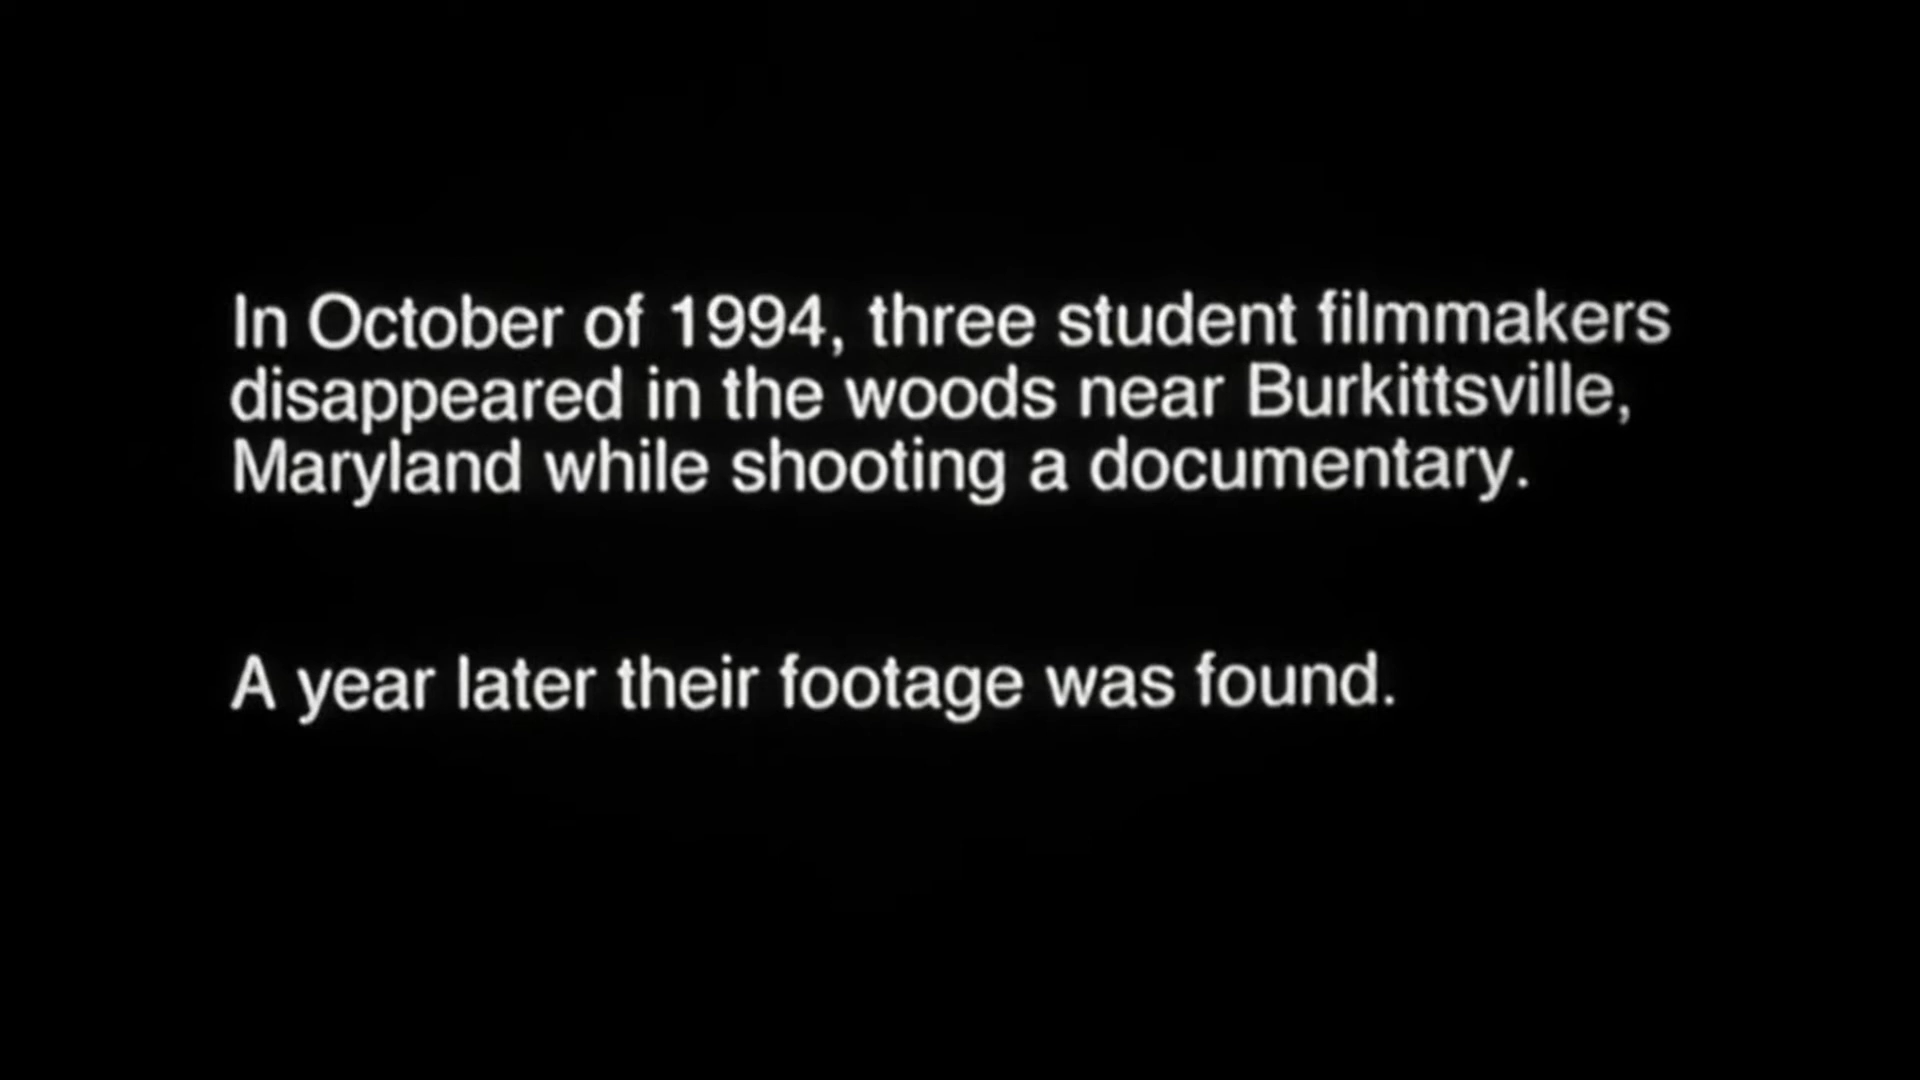 In October of 1994, three student filmmakers
disappeared in the woods near Burkittsville,
Maryland while shooting a documentary.
A year later their footage was found.